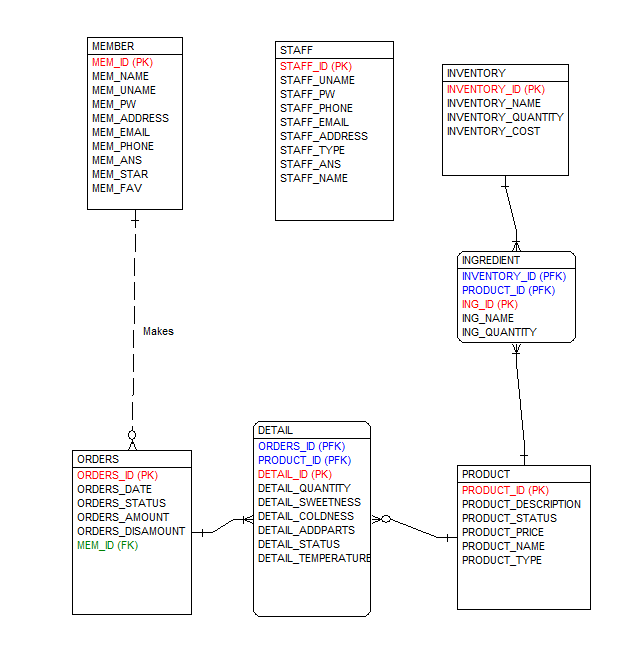 MEMBER
MEM_ID (PK)
MEM_NAME
MEM_UNAME
MEM_PW
MEM_ADDRESS
MEM_EMAIL
MEM_PHONE
MEM_ANS
MEM_STAR
MEM_FAV
STAFF
STAFF_ID (PK)
STAFF_UNAME
STAFF_PW
STAFF_PHONE
STAFF_EMAIL
STAFF_ADDRESS
STAFF_TYPE
STAFF_ANS
STAFF_NAME
INVENTORY
INVENTORY_ID (PK)
INVENTORY_NAME
INVENTORY_QUANTITY
INVENTORY_COST
INGREDIENT
INVENTORY_ID (PFK)
PRODUCT_ID (PFK)
ING_ID (PK)
ING_NAME
ING_QUANTITY
Makes
ORDERS
ORDERS_ID (PK)
ORDERS_DATE
ORDERS_STATUS
ORDERS_AMOUNT
ORDERS_DISAMOUNT
MEM_ID (FK)
DETAIL
ORDERS_ID (PFK)
PRODUCT_ID (PFK)
DETAIL_ID (PK)
DETAIL_QUANTITY
DETAIL_SWEETNESS
DETAIL_COLDNESS
DETAIL_ADDPARTS
DETAIL_STATUS
DETAIL_TEMPERATURE
PRODUCT
PRODUCT_ID (PK)
PRODUCT_DESCRIPTION
PRODUCT_STATUS
PRODUCT_PRICE
PRODUCT_NAME
PRODUCT_TYPE